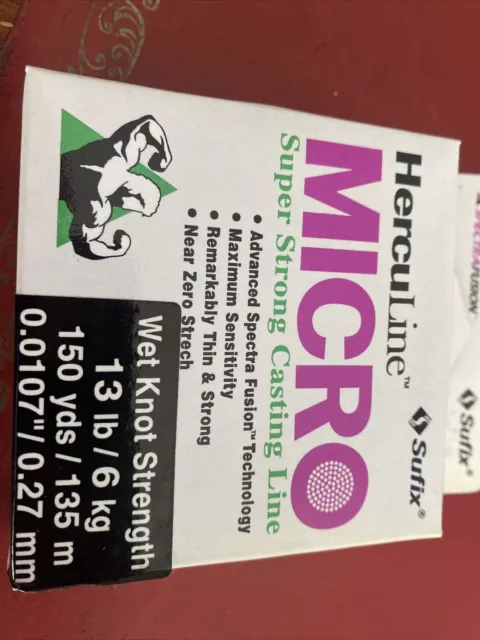 Sufix®
HercuLine™
MICRO
Super Strong Casting Line
• Advanced Spectra Fusion™ Technology
• Maximum Sensitivity
• Remarkably Thin & Strong
• Near Zero Strech
Wet Knot Strength
13 lb / 6 kg
150 yds / 135 m
0.0107"/ 0.27 mm
Sufix®